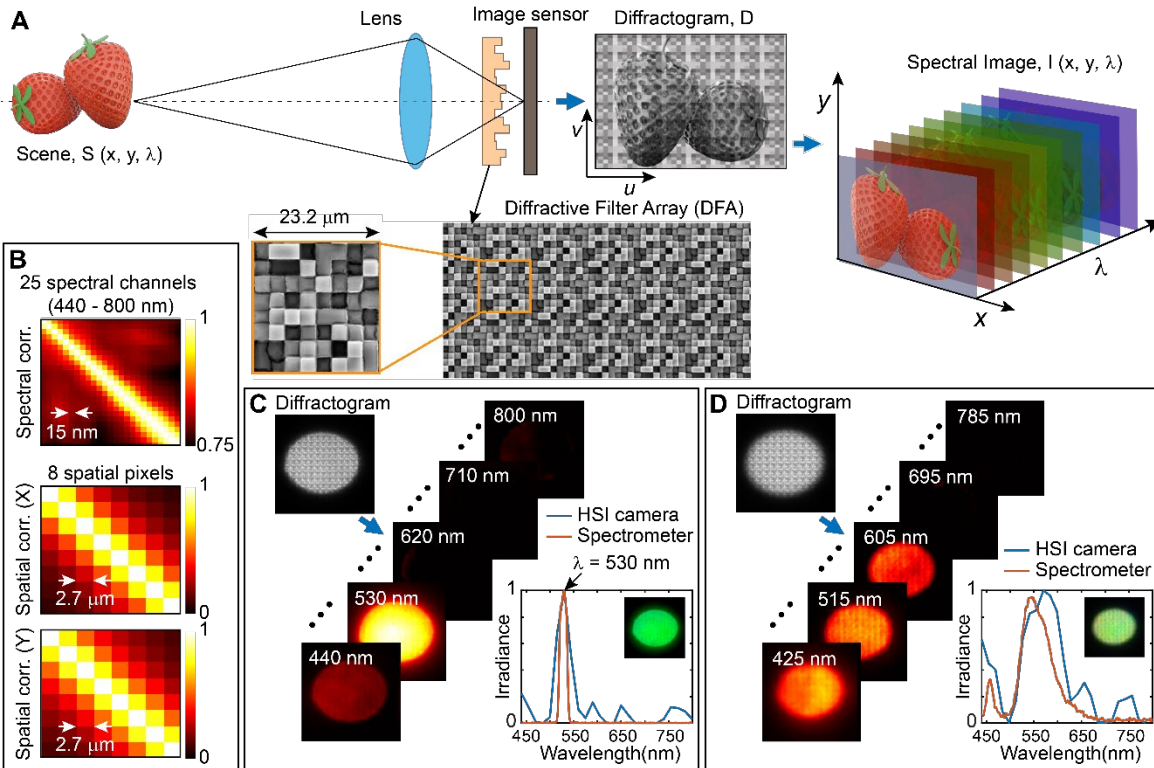 A
Lens
Image sensor
Diffractogram, D
Scene, S (x, y, λ)
v
u
Spectral Image, I (x, y, λ)
y
x
λ
23.2 μm
Diffractive Filter Array (DFA)
B
25 spectral channels
(440 - 800 nm)
Spectral corr.
15 nm
1
0.75
8 spatial pixels
Spatial corr. (X)
2.7 μm
1
0
Spatial corr. (Y)
2.7 μm
1
0
C
Diffractogram
800 nm
710 nm
620 nm
530 nm
440 nm
HSI camera
Spectrometer
λ = 530 nm
1
Irradiance
0
450 550 650 750
Wavelength(nm)
D
Diffractogram
785 nm
695 nm
605 nm
515 nm
425 nm
HSI camera
Spectrometer
1
Irradiance
0
450 550 650 750
Wavelength(nm)